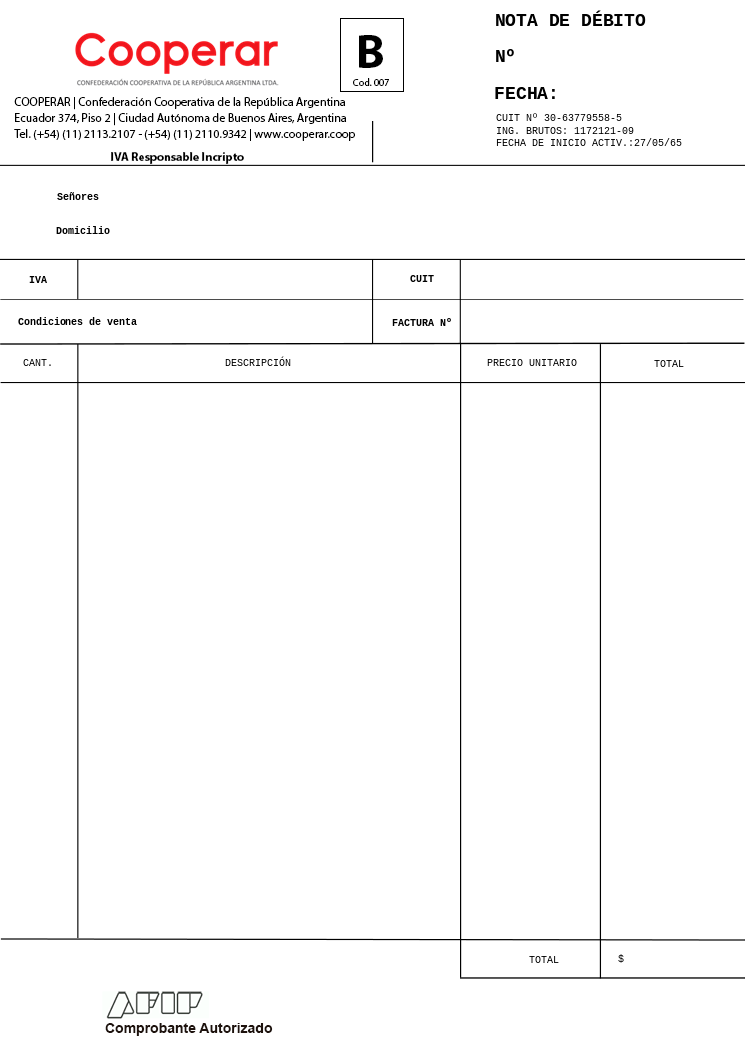 Cooperar
CONFEDERACIÓN COOPERATIVA DE LA REPÚBLICA ARGENTINA LTDA.
COOPERAR | Confederación Cooperativa de la República Argentina
Ecuador 374, Piso 2 | Ciudad Autónoma de Buenos Aires, Argentina
Tel. (+54) (11) 2113.2107 - (+54) (11) 2110.9342 | www.cooperar.coop
IVA Responsable Incripto
B
Cod. 007
NOTA DE DÉBITO
Nº
FECHA:
CUIT Nº 30-63779558-5
ING. BRUTOS: 1172121-09
FECHA DE INICIO ACTIV.:27/05/65
Señores
Domicilio
IVA
CUIT
Condiciones de venta
FACTURA Nº
CANT.
DESCRIPCIÓN
PRECIO UNITARIO
TOTAL
TOTAL
$
AFIP
Comprobante Autorizado